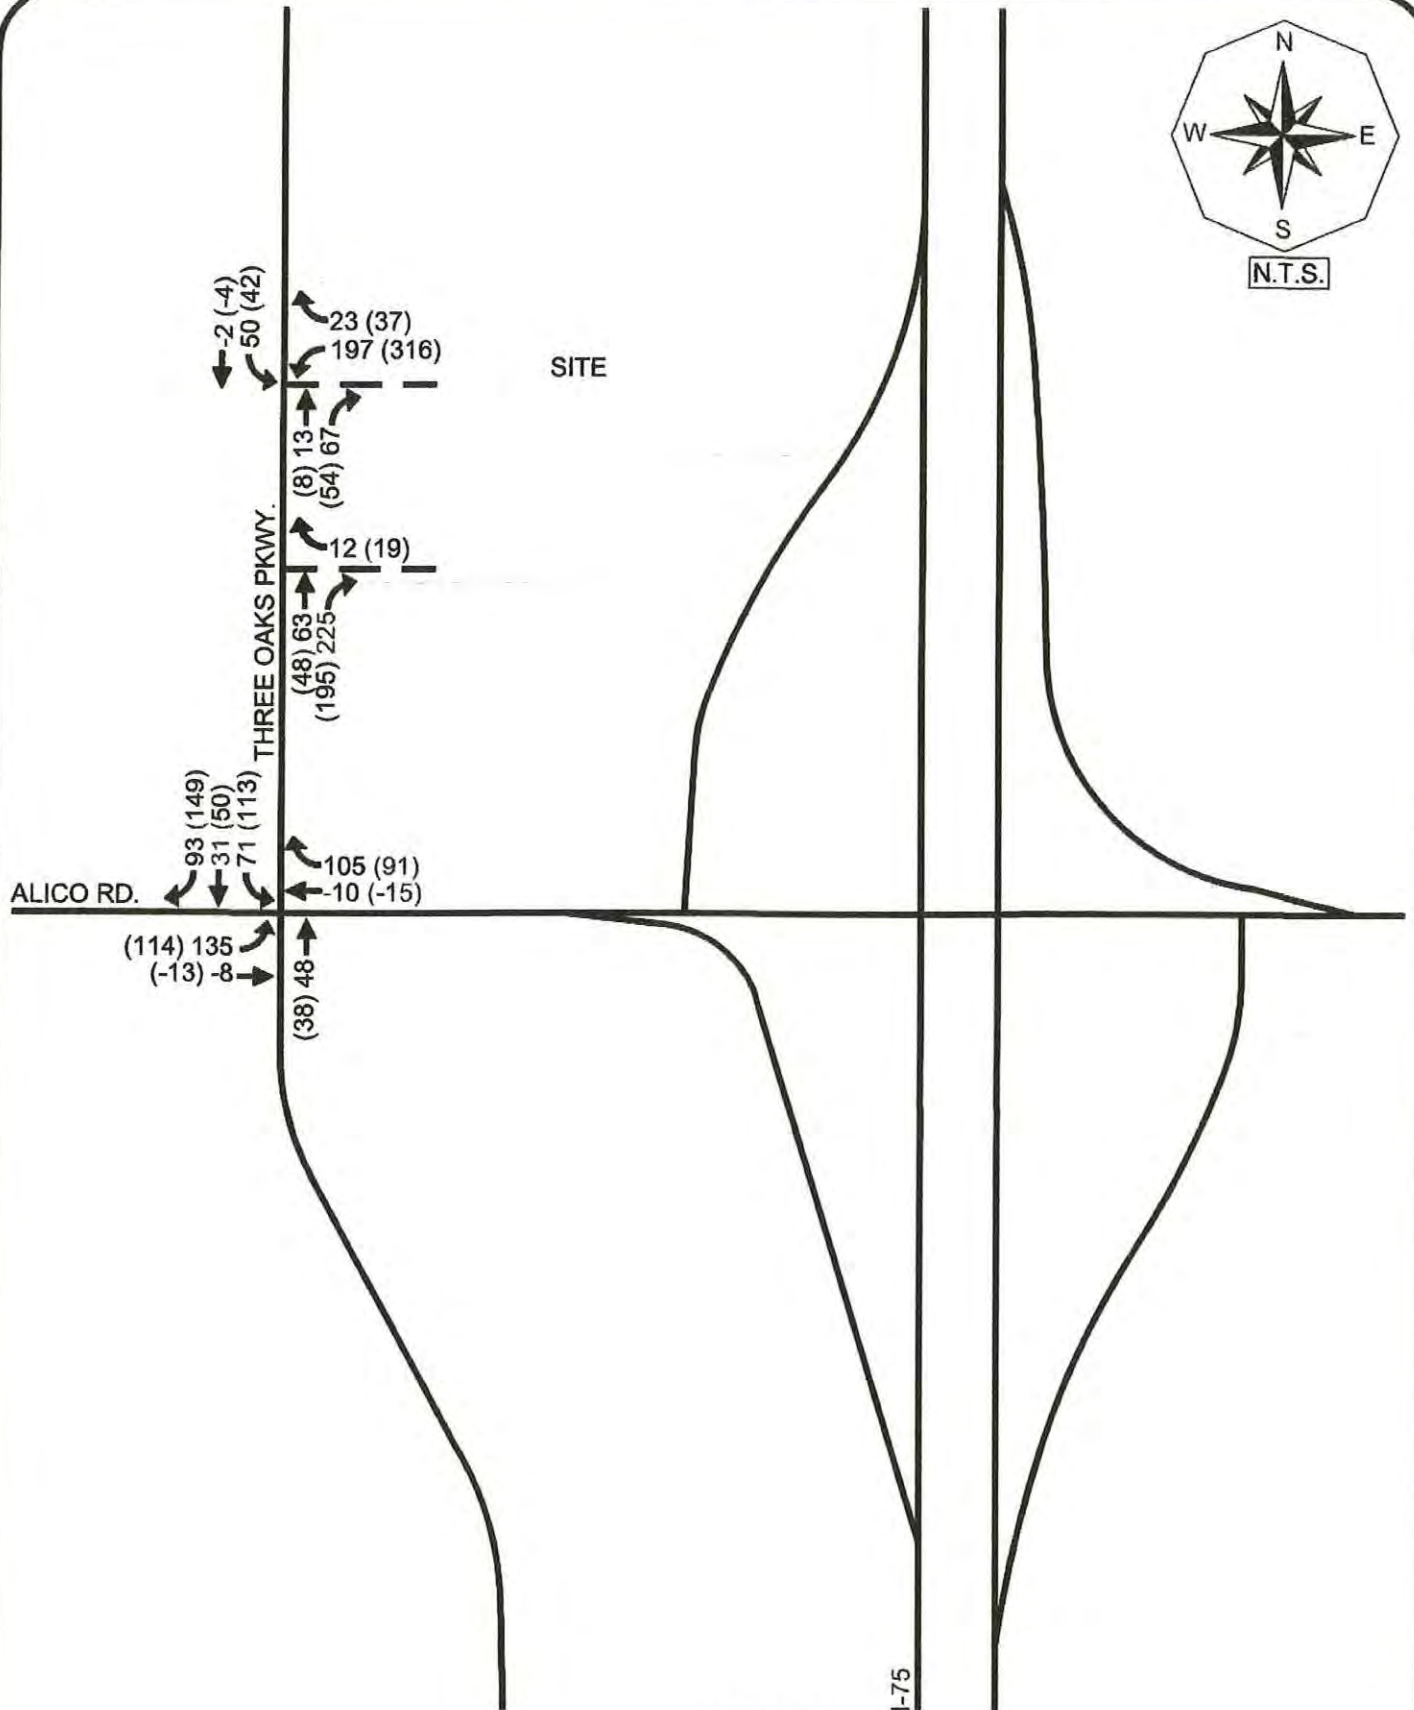 N
W
E
S
N.T.S.
-2 (-4)
50 (42)
23 (37)
197 (316)
SITE
(8) 13
(54) 67
12 (19)
(48) 63
(195) 225
THREE OAKS PKWY.
93 (149)
31 (50)
71 (113)
105 (91)
-10 (-15)
ALICO RD.
(114) 135
(-13) -8
(38) 48
I-75